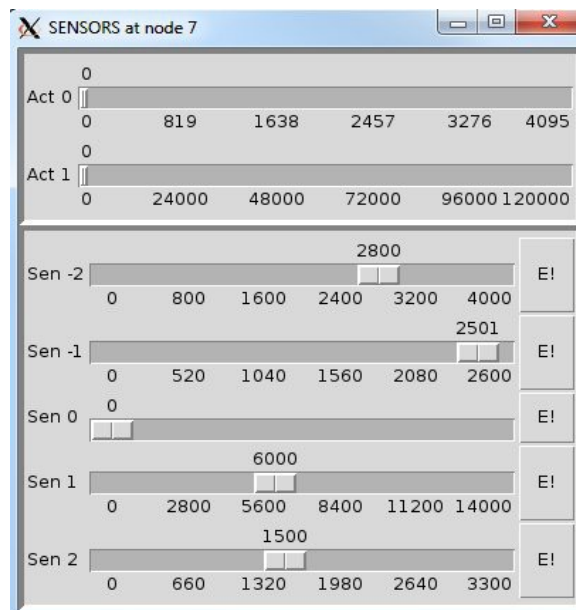 SENSORS at node 7
0
Act 0
0 819 1638 2457 3276 4095
0
Act 1
0 24000 48000 72000 96000 120000
2800
Sen -2 E!
0 800 1600 2400 3200 4000
2501
Sen -1 E!
0 520 1040 1560 2080 2600
0
Sen 0 E!
6000
Sen 1 E!
0 2800 5600 8400 11200 14000
1500
Sen 2 E!
0 660 1320 1980 2640 3300